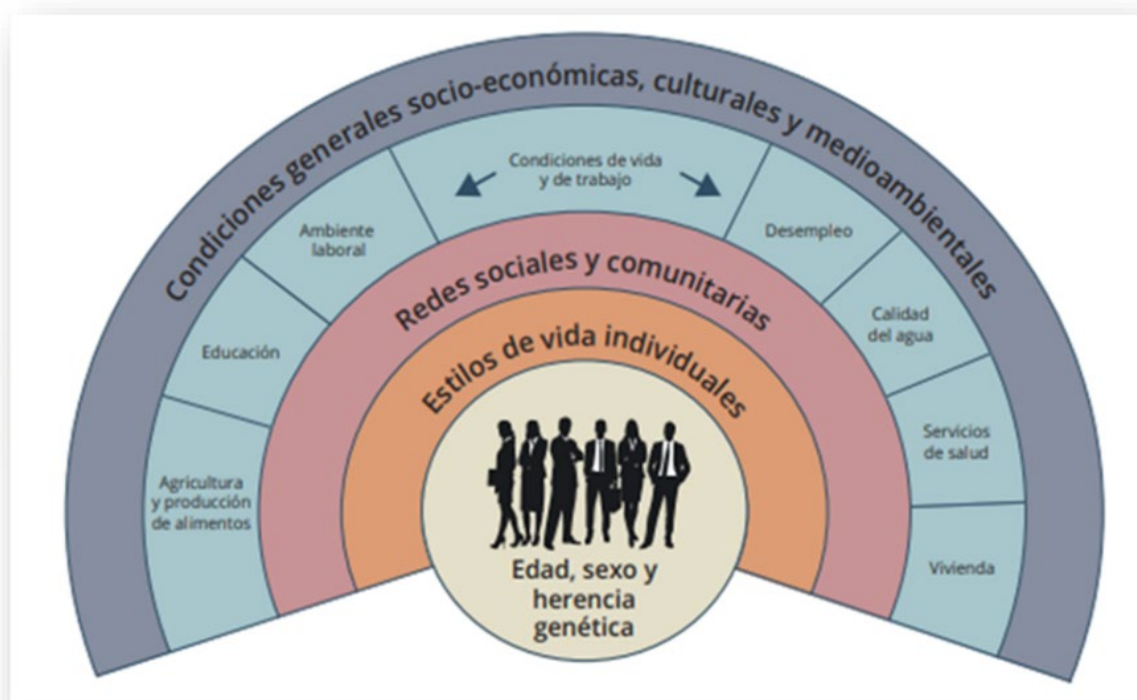 Condiciones generales socio-económicas, culturales y medioambientales
Condiciones de vida
y de trabajo
Ambiente
laboral
Desempleo
Educación
Calidad
del agua
Agricultura
y producción
de alimentos
Servicios
de salud
Vivienda
Redes sociales y comunitarias
Estilos de vida individuales
Edad, sexo y
herencia
genética